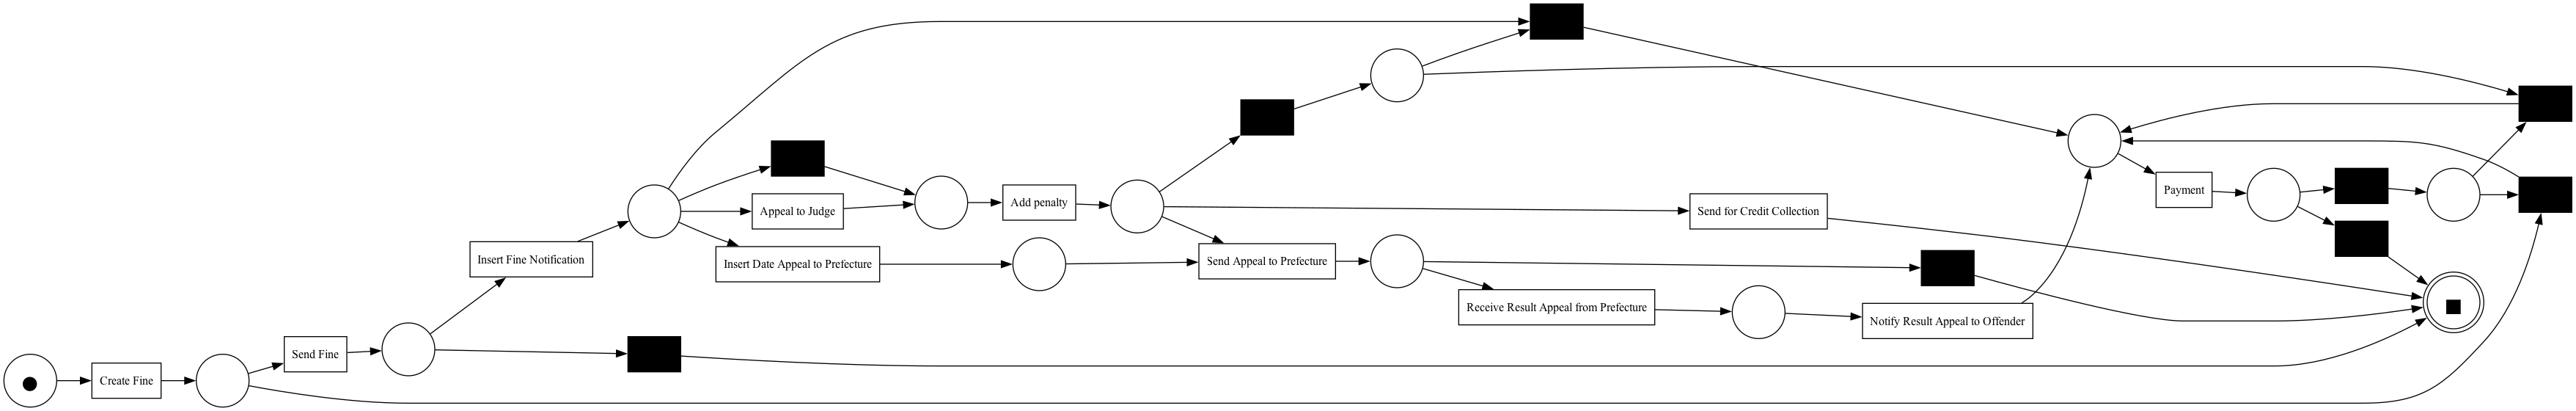 Create Fine
Send Fine
Insert Fine Notification
Appeal to Judge
Insert Date Appeal to Prefecture
Add penalty
Send Appeal to Prefecture
Receive Result Appeal from Prefecture
Send for Credit Collection
Notify Result Appeal to Offender
Payment